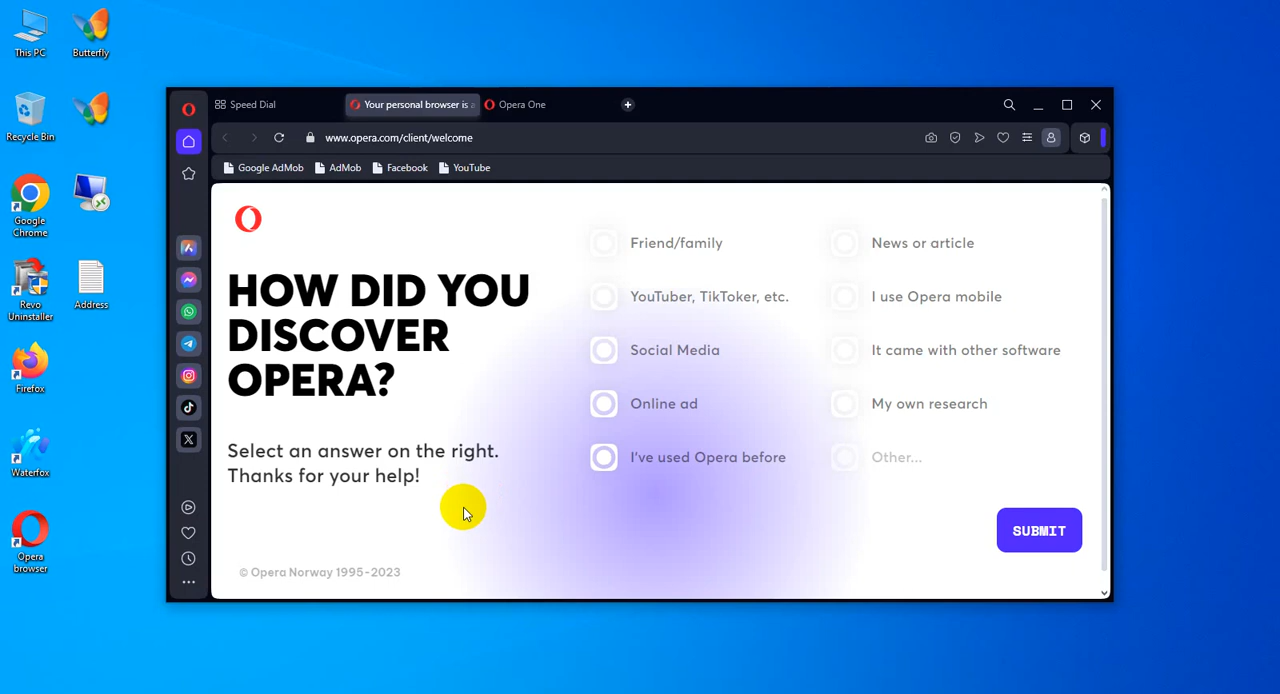 This PC
Butterfly
Recycle Bin
Google
Chrome
Revo
Uninstaller
Address
Firefox
Waterfox
Opera
browser
Speed Dial
Your personal browser is a
Opera One
www.opera.com/client/welcome
Google AdMob
AdMob
Facebook
YouTube
HOW DID YOU
DISCOVER
OPERA?
Select an answer on the right.
Thanks for your help!
Friend/family
YouTuber, TikToker, etc.
Social Media
Online ad
I've used Opera before
News or article
I use Opera mobile
It came with other software
My own research
Other...
SUBMIT
© Opera Norway 1995-2023